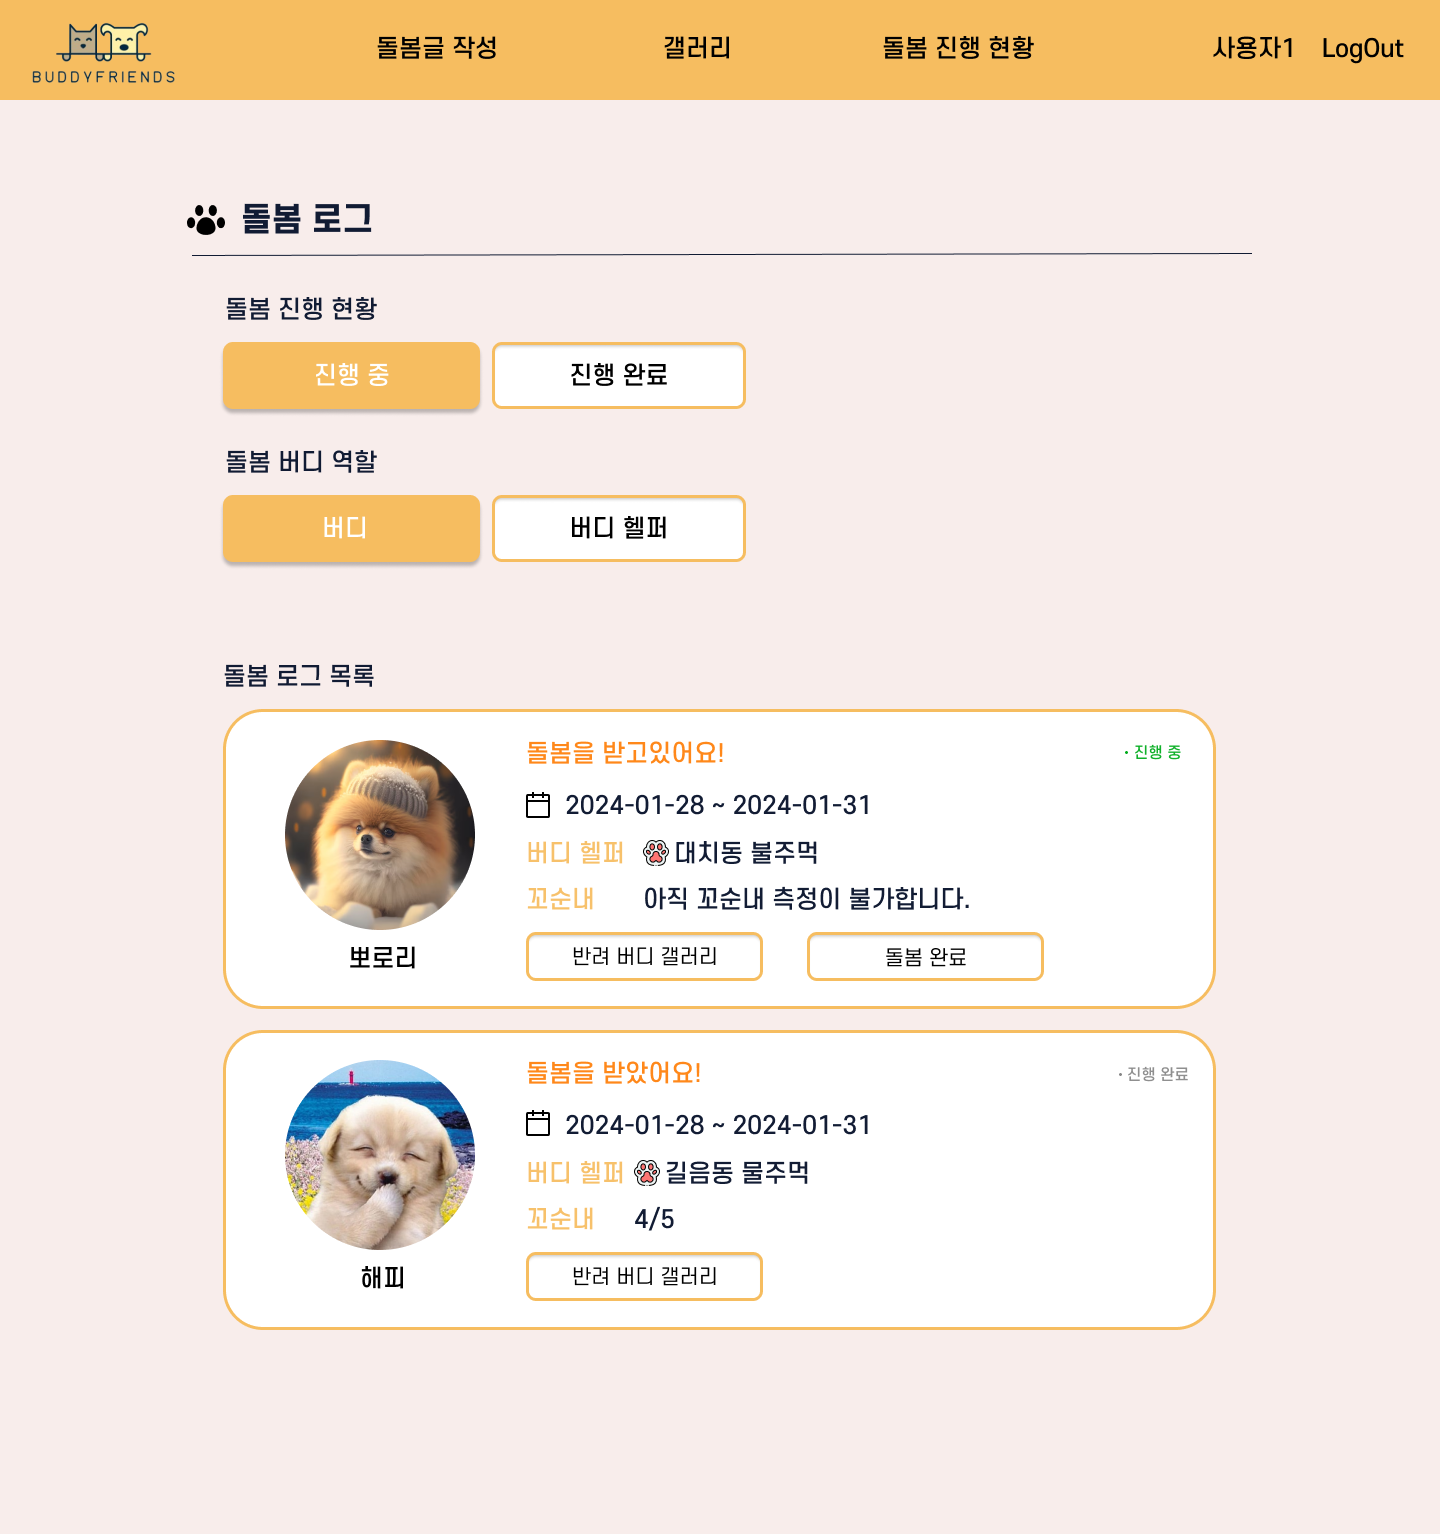 BUDDYFRIENDS
돌봄글 작성
갤러리
돌봄 진행 현황
사용자1
LogOut
돌봄 로그
돌봄 진행 현황
진행 중
진행 완료
돌봄 버디 역할
버디
버디 헬퍼
돌봄 로그 목록
돌봄을 받고있어요!
• 진행 중
2024-01-28 ~ 2024-01-31
버디 헬퍼 대치동 불주먹
꼬순내 아직 꼬순내 측정이 불가합니다.
뽀로리
반려 버디 갤러리
돌봄 완료
돌봄을 받았어요!
• 진행 완료
2024-01-28 ~ 2024-01-31
버디 헬퍼 길음동 물주먹
꼬순내 4/5
해피
반려 버디 갤러리